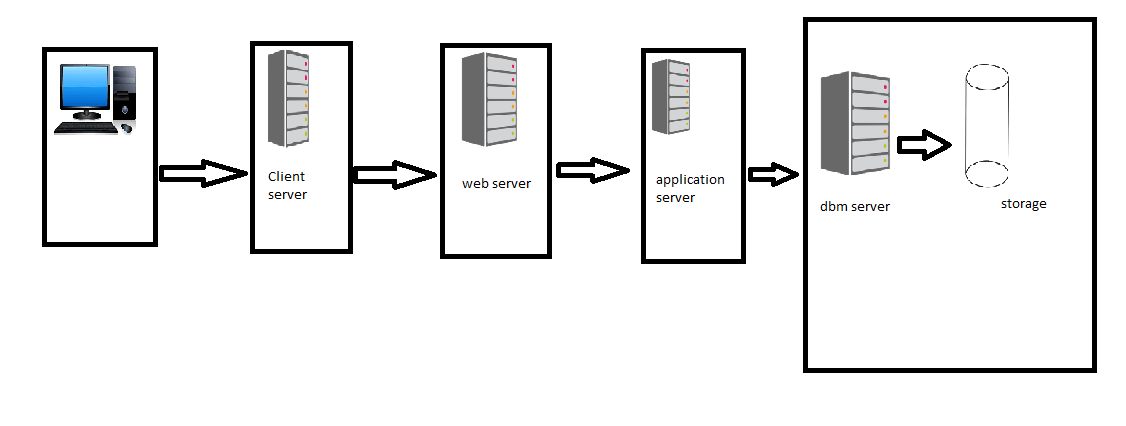 Client
server
web server
application
server
dbm server
storage